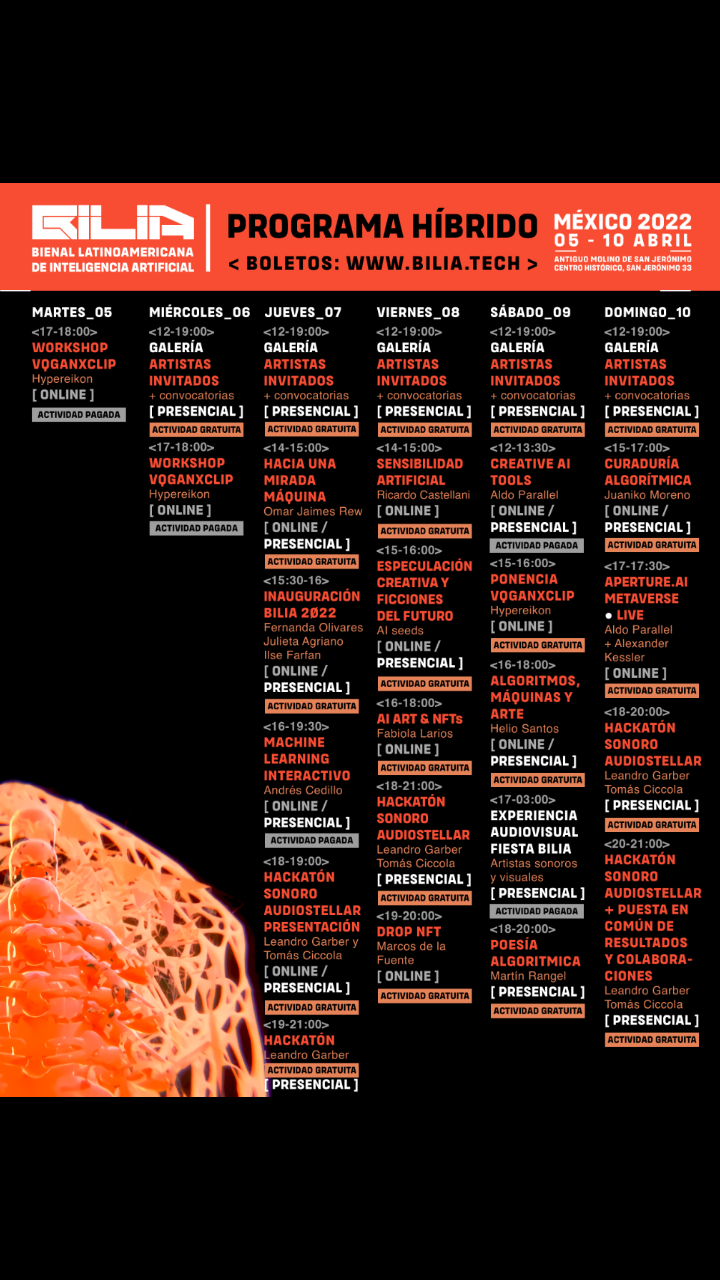 BILIA
BIENAL LATINOAMERICANA
DE INTELIGENCIA ARTIFICIAL
PROGRAMA HÍBRIDO
< BOLETOS: WWW.BILIA.TECH >
MÉXICO 2022
05 - 10 ABRIL
ANTIGUO MOLINO DE SAN JERÓNIMO
CENTRO HISTÓRICO, SAN JERÓNIMO 33
MARTES_05
<17-18:00>
WORKSHOP
VQGANXCLIP
Hypereikon
[ ONLINE ]
ACTIVIDAD PAGADA
MIÉRCOLES_06
<12-19:00>
GALERÍA
ARTISTAS
INVITADOS
+ convocatorias
[ PRESENCIAL ]
ACTIVIDAD GRATUITA
<17-18:00>
WORKSHOP
VQGANXCLIP
Hypereikon
[ ONLINE ]
ACTIVIDAD PAGADA
JUEVES_07
<12-19:00>
GALERÍA
ARTISTAS
INVITADOS
+ convocatorias
[ PRESENCIAL ]
ACTIVIDAD GRATUITA
<14-15:00>
HACIA UNA
MIRADA
MÁQUINA
Omar Jaimes Rew
[ ONLINE /
PRESENCIAL ]
ACTIVIDAD GRATUITA
<15:30-16>
INAUGURACIÓN
BILIA 2Ø22
Fernanda Olivares
Julieta Agriano
Ilse Farfan
[ ONLINE /
PRESENCIAL ]
ACTIVIDAD GRATUITA
<16-19:30>
MACHINE
LEARNING
INTERACTIVO
Andrés Cedillo
[ ONLINE /
PRESENCIAL ]
ACTIVIDAD PAGADA
<18-19:00>
HACKATÓN
SONORO
AUDIOSTELLAR
PRESENTACIÓN
Leandro Garber y
Tomás Ciccola
[ ONLINE /
PRESENCIAL ]
ACTIVIDAD GRATUITA
<19-21:00>
HACKATÓN
Leandro Garber
ACTIVIDAD GRATUITA
[ PRESENCIAL ]
VIERNES_08
<12-19:00>
GALERÍA
ARTISTAS
INVITADOS
+ convocatorias
[ PRESENCIAL ]
ACTIVIDAD GRATUITA
<14-15:00>
SENSIBILIDAD
ARTIFICIAL
Ricardo Castellani
[ ONLINE ]
ACTIVIDAD GRATUITA
<15-16:00>
ESPECULACIÓN
CREATIVA Y
FICCIONES
DEL FUTURO
AI seeds
[ ONLINE /
PRESENCIAL ]
ACTIVIDAD GRATUITA
<16-18:00>
AI ART & NFTs
Fabiola Larios
[ ONLINE ]
ACTIVIDAD GRATUITA
<18-21:00>
HACKATÓN
SONORO
AUDIOSTELLAR
Leandro Garber
Tomás Ciccola
[ PRESENCIAL ]
ACTIVIDAD GRATUITA
<19-20:00>
DROP NFT
Marcos de la
Fuente
[ ONLINE ]
ACTIVIDAD GRATUITA
SÁBADO_09
<12-19:00>
GALERÍA
ARTISTAS
INVITADOS
+ convocatorias
[ PRESENCIAL ]
ACTIVIDAD GRATUITA
<12-13:30>
CREATIVE AI
TOOLS
Aldo Parallel
[ ONLINE /
PRESENCIAL ]
ACTIVIDAD PAGADA
<15-16:00>
PONENCIA
VQGANXCLIP
Hypereikon
[ ONLINE ]
ACTIVIDAD GRATUITA
<16-18:00>
ALGORITMOS,
MÁQUINAS Y
ARTE
Helio Santos
[ ONLINE /
PRESENCIAL ]
ACTIVIDAD GRATUITA
<17-03:00>
EXPERIENCIA
AUDIOVISUAL
FIESTA BILIA
Artistas sonoros
y visuales
[ PRESENCIAL ]
ACTIVIDAD PAGADA
<18-20:00>
POESÍA
ALGORITMICA
Martín Rangel
[ PRESENCIAL ]
ACTIVIDAD GRATUITA
DOMINGO_10
<12-19:00>
GALERÍA
ARTISTAS
INVITADOS
+ convocatorias
[ PRESENCIAL ]
ACTIVIDAD GRATUITA
<15-17:00>
CURADURÍA
ALGORÍTMICA
Juaniko Moreno
[ ONLINE /
PRESENCIAL ]
ACTIVIDAD GRATUITA
<17-17:30>
APERTURE.AI
METAVERSE
● LIVE
Aldo Parallel
+ Alexander
Kessler
[ ONLINE ]
ACTIVIDAD GRATUITA
<18-20:00>
HACKATÓN
SONORO
AUDIOSTELLAR
Leandro Garber
Tomás Ciccola
[ PRESENCIAL ]
ACTIVIDAD GRATUITA
<20-21:00>
HACKATÓN
SONORO
AUDIOSTELLAR
+ PUESTA EN
COMÚN DE
RESULTADOS
Y COLABORA-
CIONES
Leandro Garber
Tomás Ciccola
[ PRESENCIAL ]
ACTIVIDAD GRATUITA